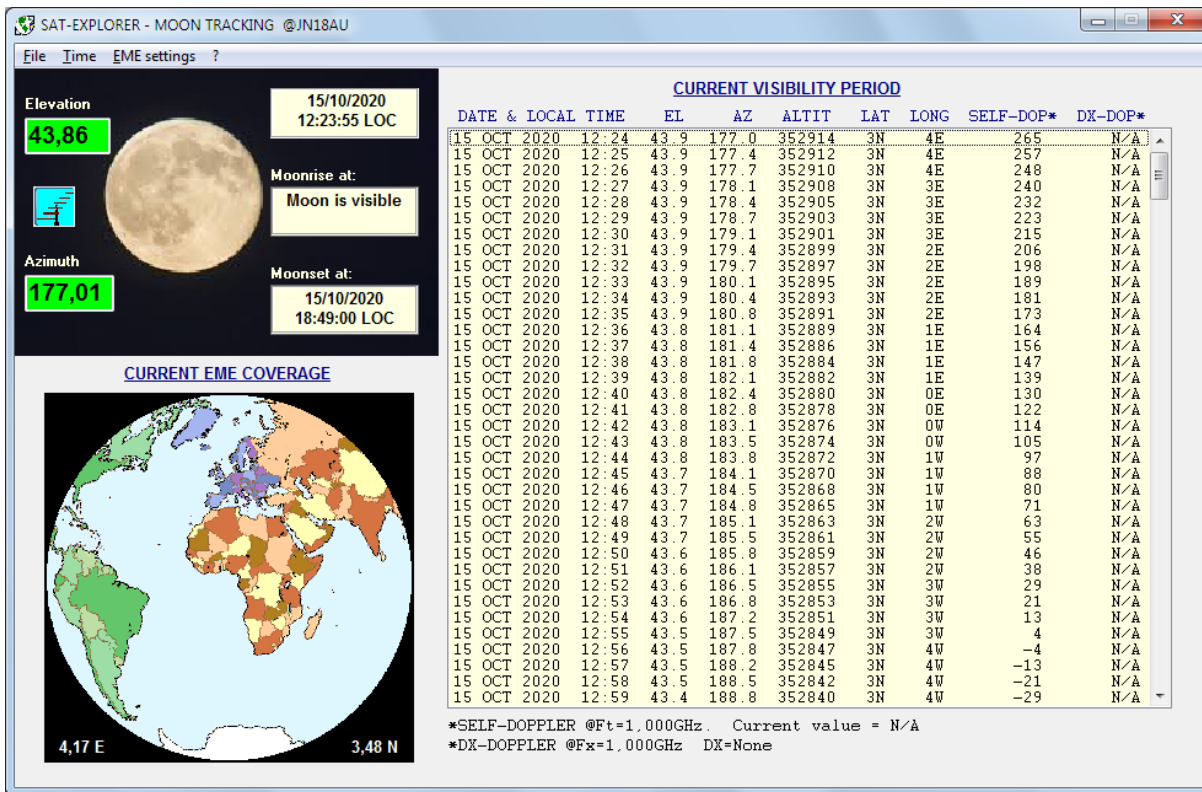 SAT-EXPLORER - MOON TRACKING @JN18AU
File Time EME settings ?
Elevation
43,86
15/10/2020
12:23:55 LOC
Moonrise at:
Moon is visible
Azimuth
177,01
Moonset at:
15/10/2020
18:49:00 LOC
CURRENT EME COVERAGE
4,17 E 3,48 N
CURRENT VISIBILITY PERIOD
DATE & LOCAL TIME EL AZ ALTIT LAT LONG SELF-DOP* DX-DOP*
15 OCT 2020 12:24 43.9 177.0 352914 3N 4E 265 N/A
15 OCT 2020 12:25 43.9 177.4 352912 3N 4E 257 N/A
15 OCT 2020 12:26 43.9 177.7 352910 3N 4E 248 N/A
15 OCT 2020 12:27 43.9 178.1 352908 3N 3E 240 N/A
15 OCT 2020 12:28 43.9 178.4 352905 3N 3E 232 N/A
15 OCT 2020 12:29 43.9 178.7 352903 3N 3E 223 N/A
15 OCT 2020 12:30 43.9 179.1 352901 3N 3E 215 N/A
15 OCT 2020 12:31 43.9 179.4 352899 3N 2E 206 N/A
15 OCT 2020 12:32 43.9 179.7 352897 3N 2E 198 N/A
15 OCT 2020 12:33 43.9 180.1 352895 3N 2E 189 N/A
15 OCT 2020 12:34 43.9 180.4 352893 3N 2E 181 N/A
15 OCT 2020 12:35 43.9 180.8 352891 3N 2E 173 N/A
15 OCT 2020 12:36 43.8 181.1 352889 3N 1E 164 N/A
15 OCT 2020 12:37 43.8 181.4 352886 3N 1E 156 N/A
15 OCT 2020 12:38 43.8 181.8 352884 3N 1E 147 N/A
15 OCT 2020 12:39 43.8 182.1 352882 3N 1E 139 N/A
15 OCT 2020 12:40 43.8 182.4 352880 3N 0E 130 N/A
15 OCT 2020 12:41 43.8 182.8 352878 3N 0E 122 N/A
15 OCT 2020 12:42 43.8 183.1 352876 3N 0W 114 N/A
15 OCT 2020 12:43 43.8 183.5 352874 3N 0W 105 N/A
15 OCT 2020 12:44 43.8 183.8 352872 3N 1W 97 N/A
15 OCT 2020 12:45 43.7 184.1 352870 3N 1W 88 N/A
15 OCT 2020 12:46 43.7 184.5 352868 3N 1W 80 N/A
15 OCT 2020 12:47 43.7 184.8 352865 3N 1W 71 N/A
15 OCT 2020 12:48 43.7 185.1 352863 3N 2W 63 N/A
15 OCT 2020 12:49 43.7 185.5 352861 3N 2W 55 N/A
15 OCT 2020 12:50 43.6 185.8 352859 3N 2W 46 N/A
15 OCT 2020 12:51 43.6 186.1 352857 3N 2W 38 N/A
15 OCT 2020 12:52 43.6 186.5 352855 3N 3W 29 N/A
15 OCT 2020 12:53 43.6 186.8 352853 3N 3W 21 N/A
15 OCT 2020 12:54 43.6 187.2 352851 3N 3W 13 N/A
15 OCT 2020 12:55 43.5 187.5 352849 3N 3W 4 N/A
15 OCT 2020 12:56 43.5 187.8 352847 3N 4W -4 N/A
15 OCT 2020 12:57 43.5 188.2 352845 3N 4W -13 N/A
15 OCT 2020 12:58 43.5 188.5 352842 3N 4W -21 N/A
15 OCT 2020 12:59 43.4 188.8 352840 3N 4W -29 N/A
*SELF-DOPPLER @Ft=1,000GHz. Current value = N/A
*DX-DOPPLER @Fx=1,000GHz DX=None